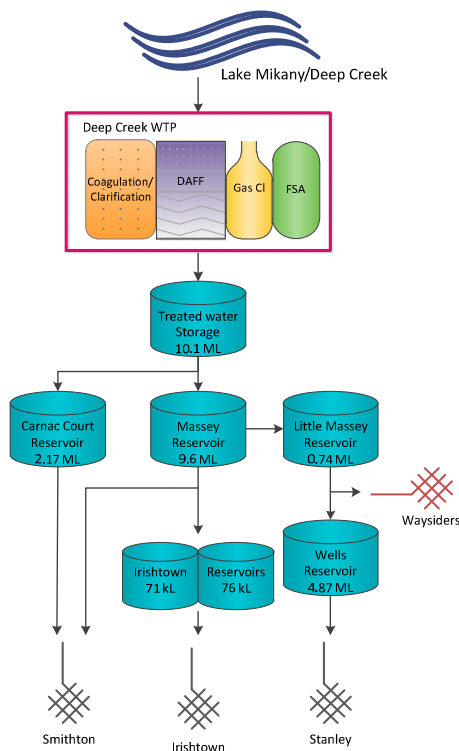 Lake Mikany/Deep Creek
Deep Creek WTP
Coagulation/
Clarification
DAFF
Gas Cl
FSA
Treated water
Storage
10.1 ML
Carnac Court
Reservoir
2.17 ML
Massey
Reservoir
9.6 ML
Little Massey
Reservoir
0.74 ML
Waysiders
Irishtown
71 kL
Reservoirs
76 kL
Wells
Reservoir
4.87 ML
Smithton
Irishtown
Stanley